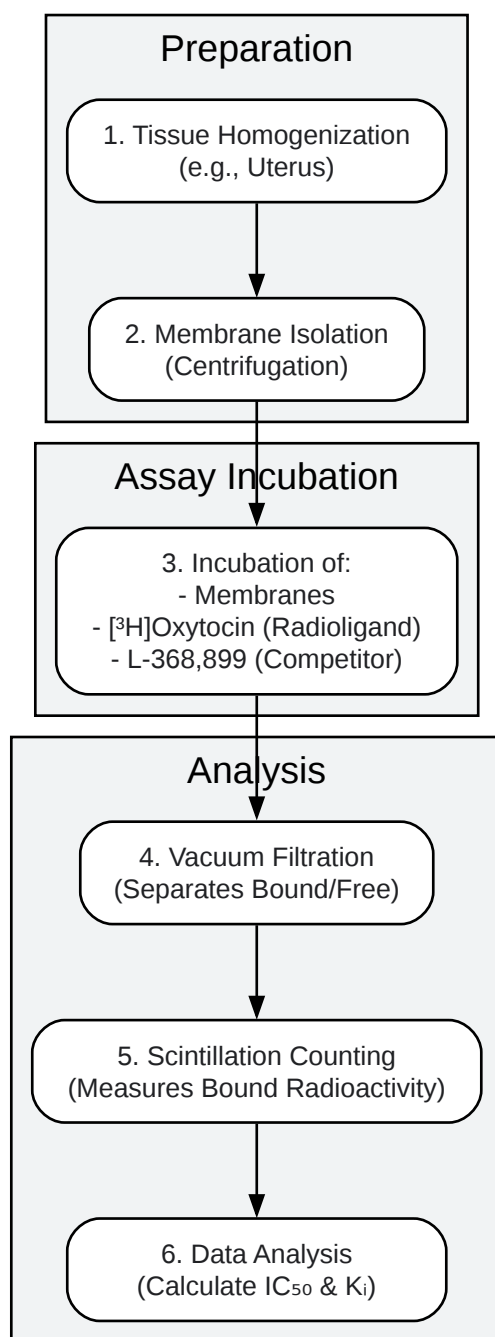 Preparation
1. Tissue Homogenization
(e.g., Uterus)
2. Membrane Isolation
(Centrifugation)
Assay Incubation
3. Incubation of:
- Membranes
- [³H]Oxytocin (Radioligand)
- L-368,899 (Competitor)
Analysis
4. Vacuum Filtration
(Separates Bound/Free)
5. Scintillation Counting
(Measures Bound Radioactivity)
6. Data Analysis
(Calculate IC₅₀ & Kᵢ)